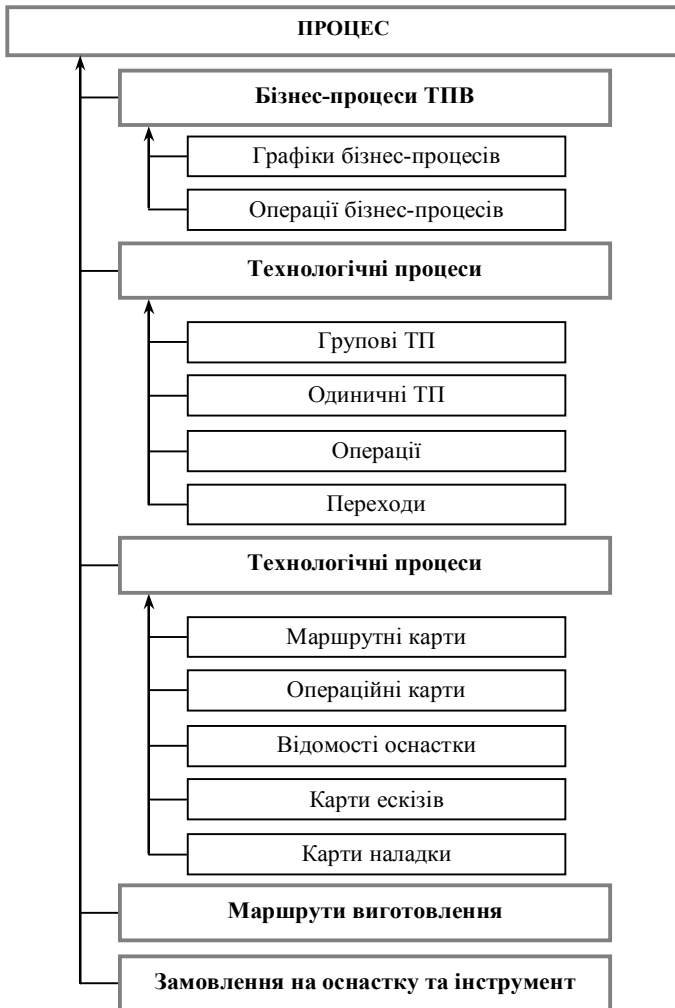 ПРОЦЕС
Бізнес-процеси ТПВ
Графіки бізнес-процесів
Операції бізнес-процесів
Технологічні процеси
Групові ТП
Одиничні ТП
Операції
Переходи
Технологічні процеси
Маршрутні карти
Операційні карти
Відомості оснастки
Карти ескізів
Карти наладки
Маршрути виготовлення
Замовлення на оснастку та інструмент